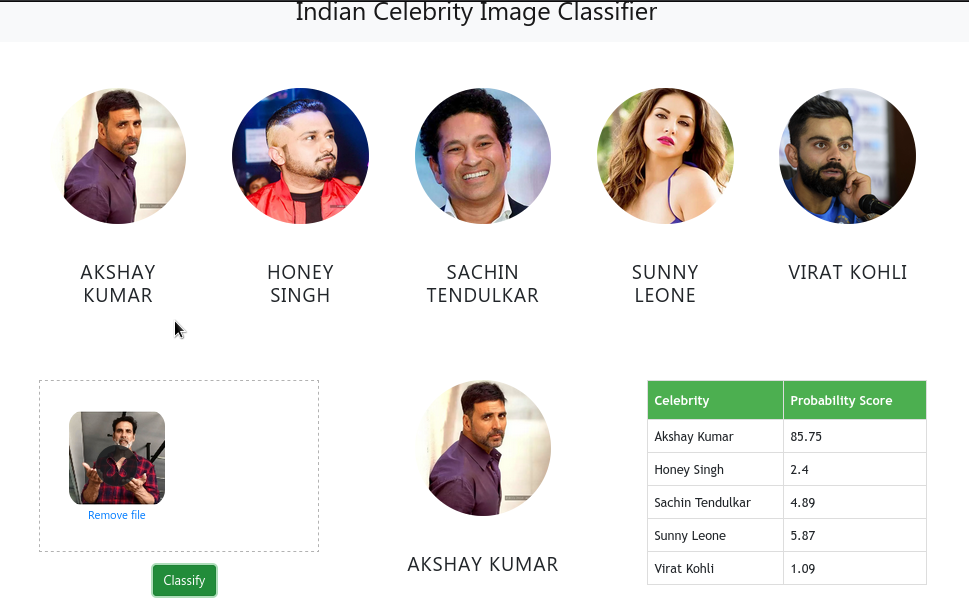 Indian Celebrity Image Classifier
AKSHAY
KUMAR
HONEY
SINGH
SACHIN
TENDULKAR
SUNNY
LEONE
VIRAT KOHLI
Remove file
Classify
AKSHAY KUMAR
Celebrity Probability Score
Akshay Kumar 85.75
Honey Singh 2.4
Sachin Tendulkar 4.89
Sunny Leone 5.87
Virat Kohli 1.09